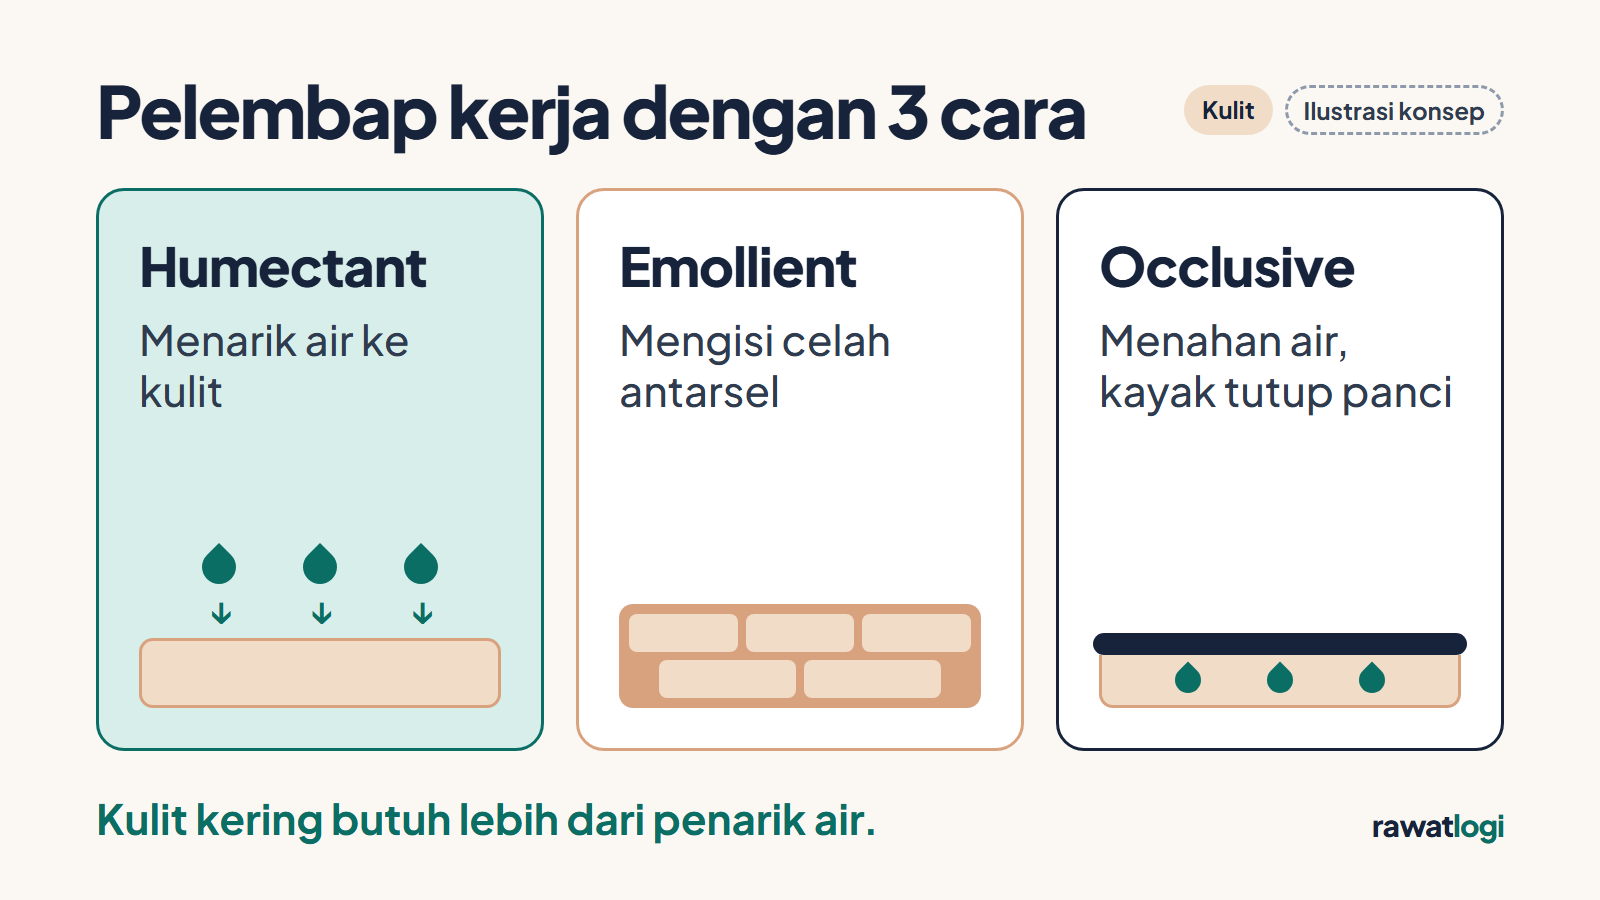 Pelembap kerja dengan 3 cara
Kulit
Ilustrasi konsep
Humectant
Menarik air ke
kulit
Emollient
Mengisi celah
antarsel
Occlusive
Menahan air,
kayak tutup panci
Kulit kering butuh lebih dari penarik air.
rawatlogi